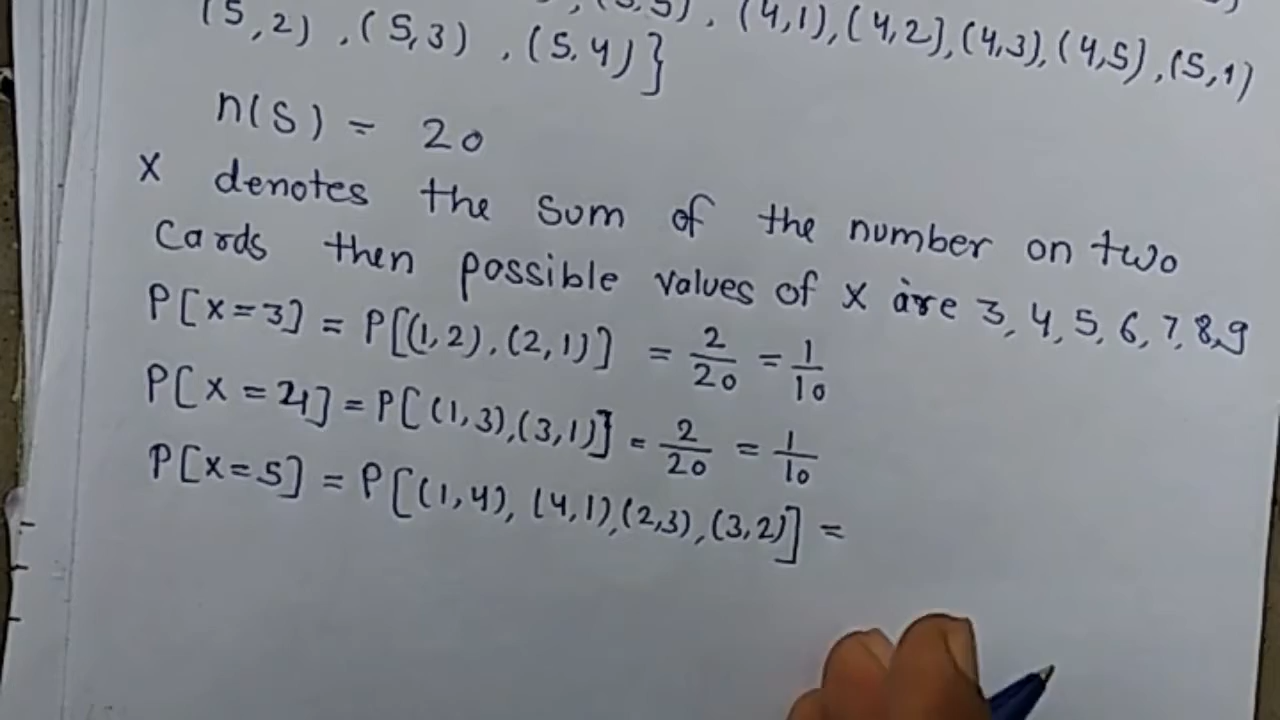 (4,1),(4,2),(4,3),(4,5),(5,1)
(5,2),(5,3),(5,4)}
n(S) = 20
X denotes the sum of the number on two
Cards then possible values of X are 3,4,5,6,7,8,9
P[X=3] = P[(1,2),(2,1)] = 2/20 = 1/10
P[X=4] = P[(1,3),(3,1)] = 2/20 = 1/10
P[X=5] = P[(1,4),(4,1),(2,3),(3,2)] =